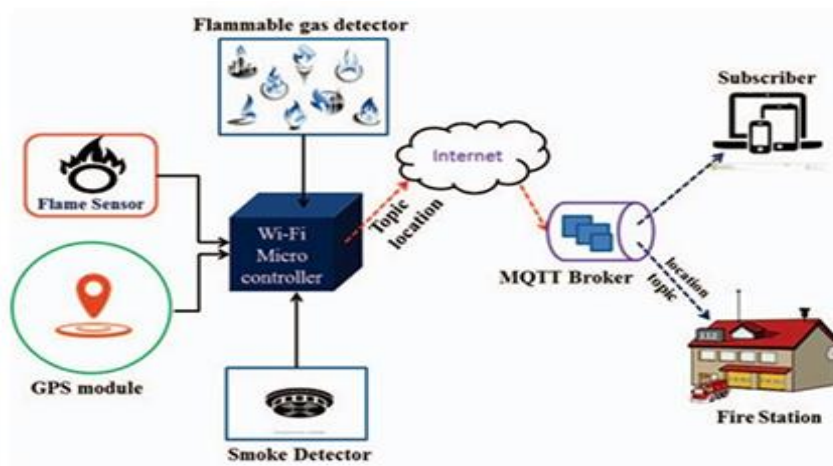 Flammable gas detector
Subscriber
Internet
Flame Sensor
Wi-Fi
Micro
controller
Topic
location
MQTT Broker
location
topic
GPS module
Smoke Detector
Fire Station